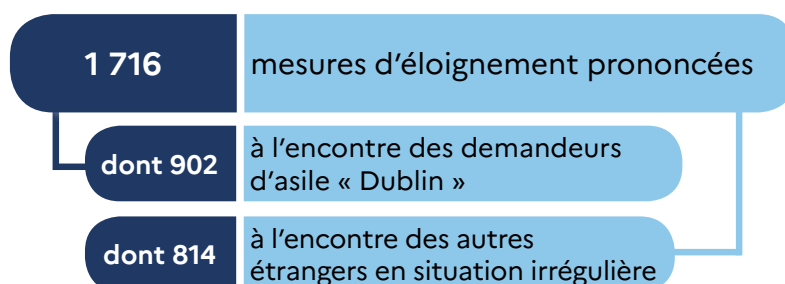 1 716 mesures d’éloignement prononcées
dont 902 à l’encontre des demandeurs
d’asile « Dublin »
dont 814 à l’encontre des autres
étrangers en situation irrégulière